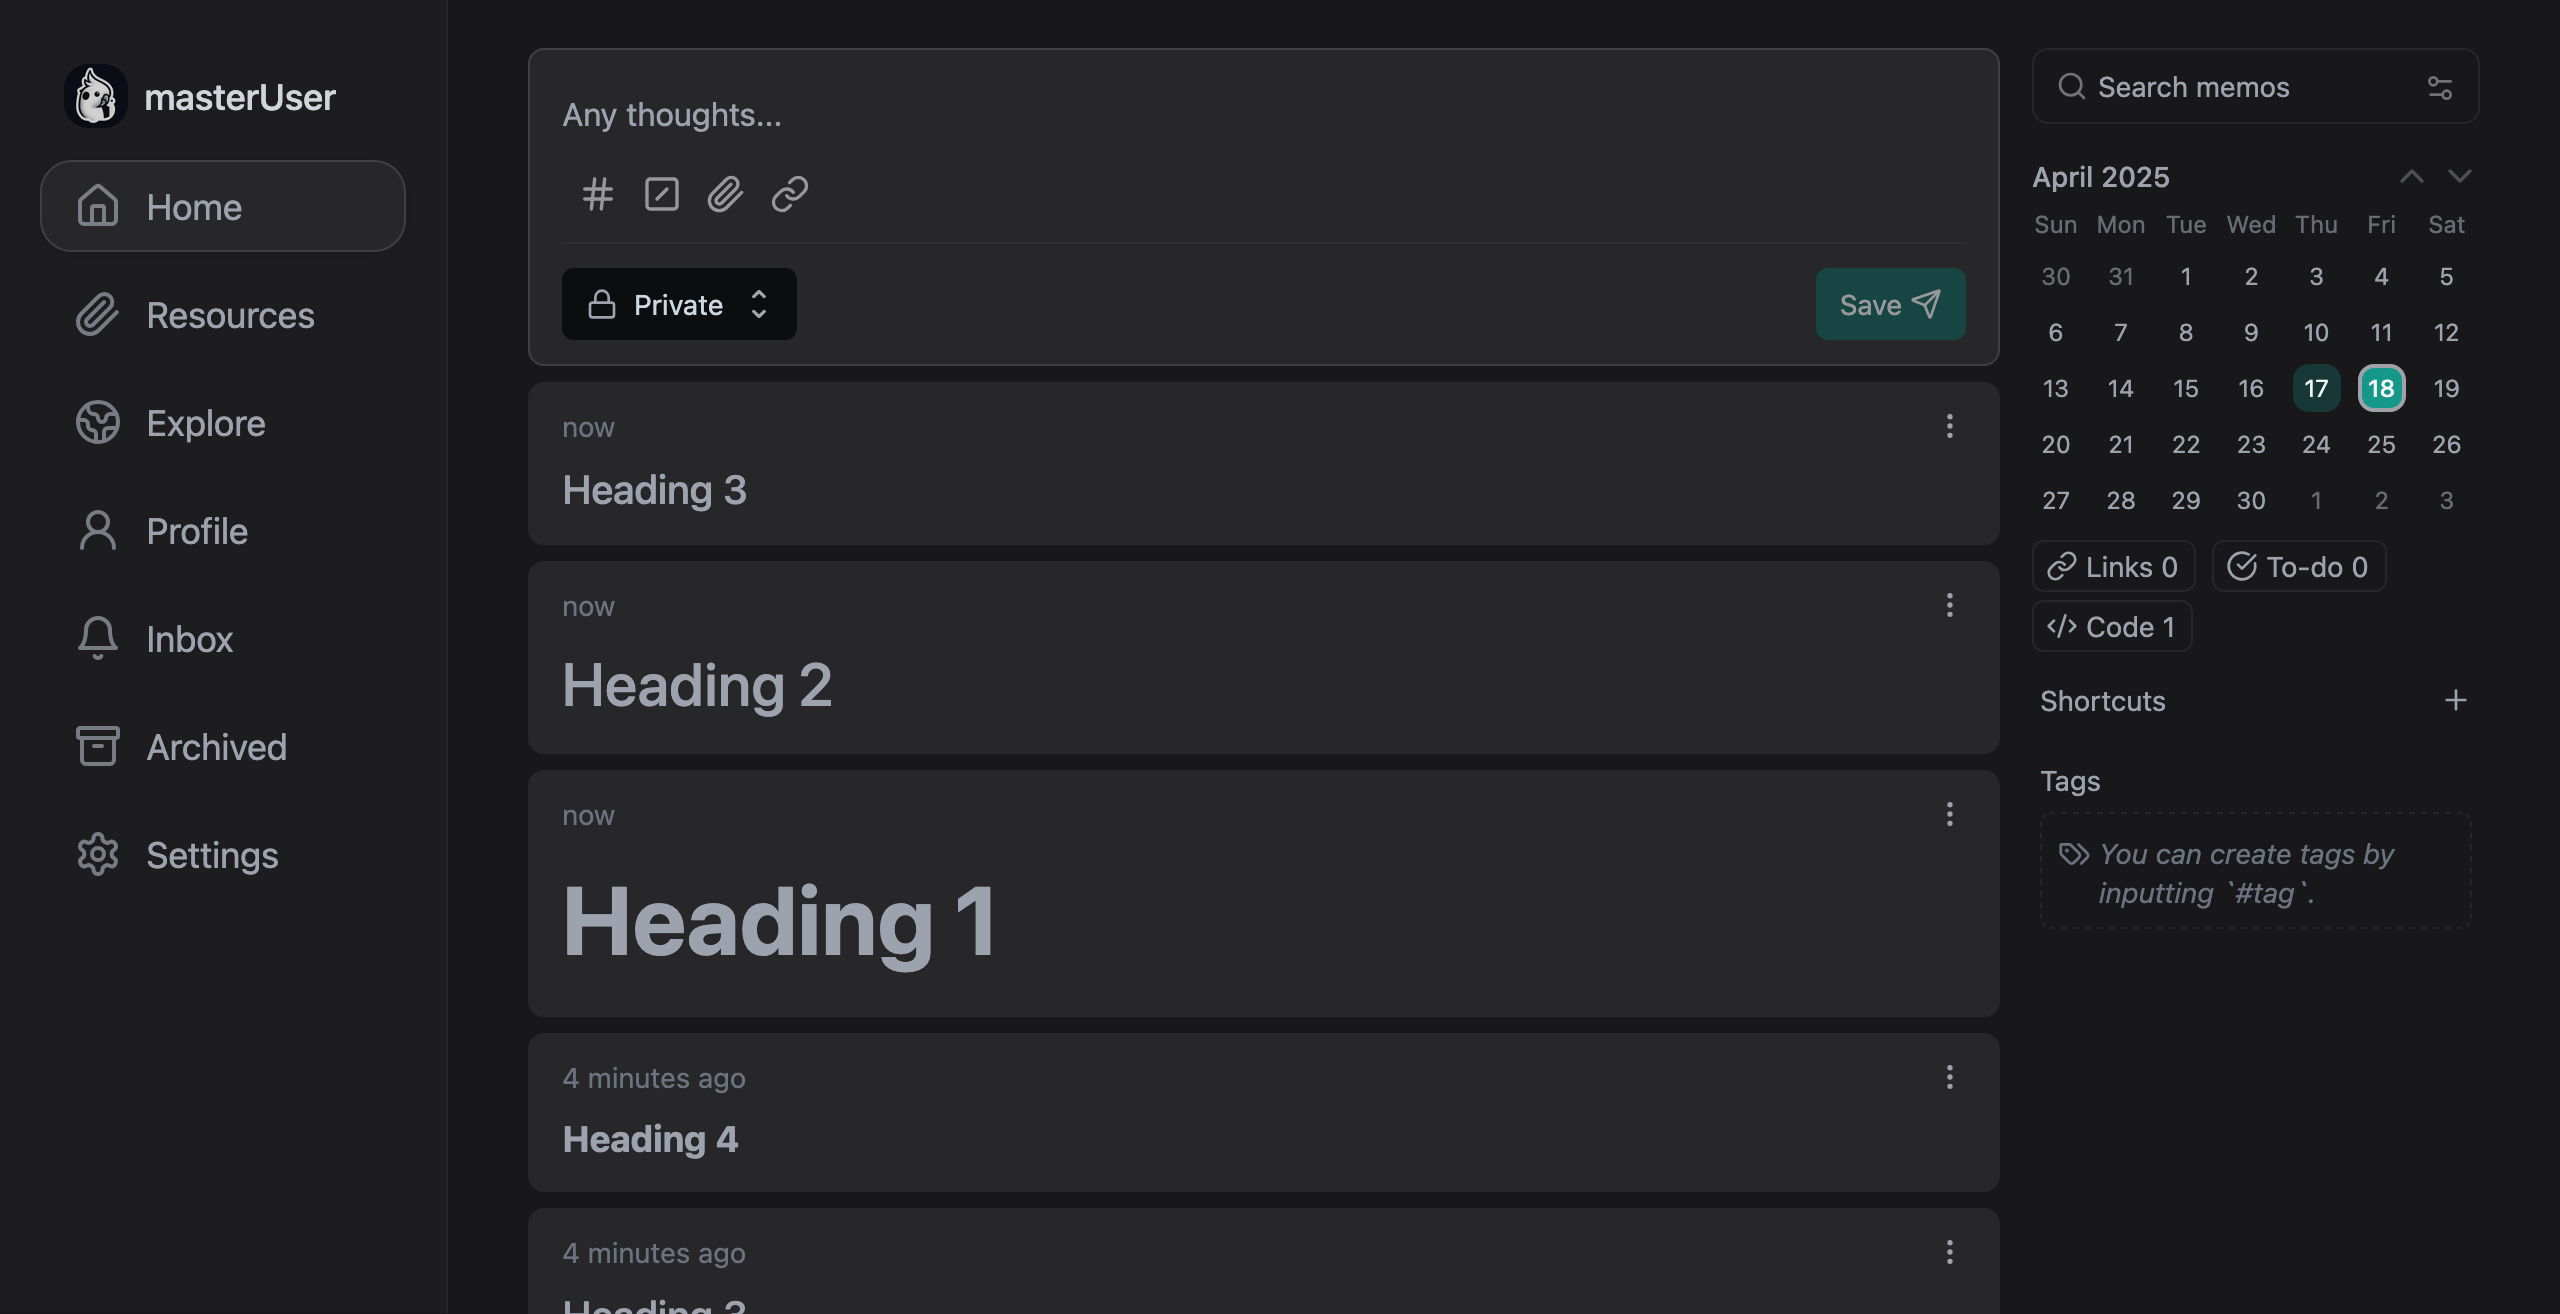 masterUser
Home
Resources
Explore
Profile
Inbox
Archived
Settings
Any thoughts...
Private
Save
now
Heading 3
now
Heading 2
now
Heading 1
4 minutes ago
Heading 4
4 minutes ago
Heading 3
Search memos
April 2025
Sun Mon Tue Wed Thu Fri Sat
30 31 1 2 3 4 5
6 7 8 9 10 11 12
13 14 15 16 17 18 19
20 21 22 23 24 25 26
27 28 29 30 1 2 3
Links 0 To-do 0
Code 1
Shortcuts
Tags
You can create tags by
inputting `#tag`.